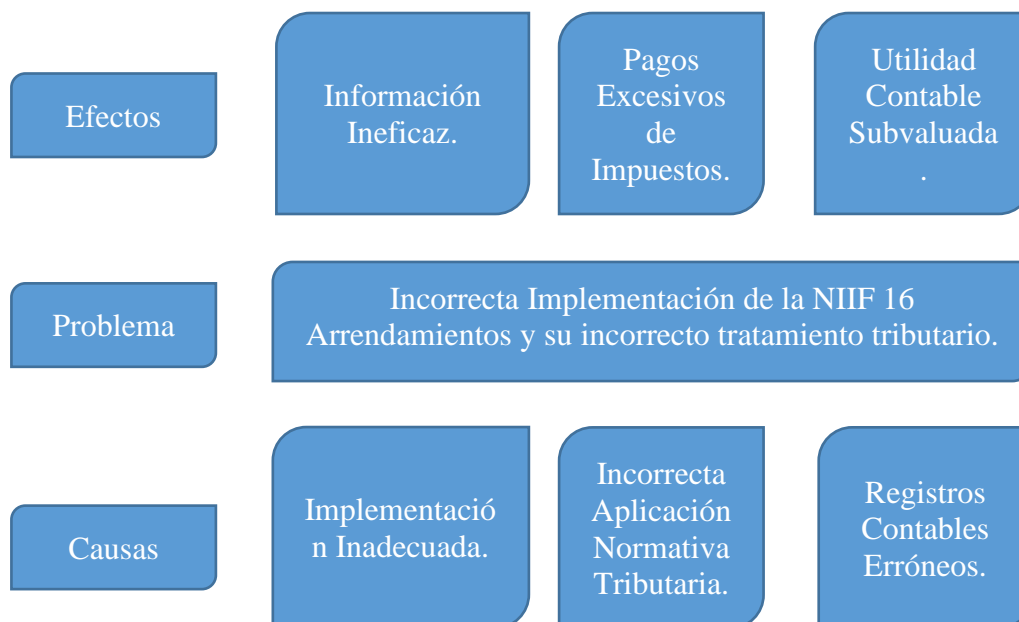 Efectos
Información
Ineficaz.
Pagos
Excesivos
de
Impuestos.
Utilidad
Contable
Subvaluada
.
Problema
Incorrecta Implementación de la NIIF 16
Arrendamientos y su incorrecto tratamiento tributario.
Causas
Implementació
n Inadecuada.
Incorrecta
Aplicación
Normativa
Tributaria.
Registros
Contables
Erróneos.